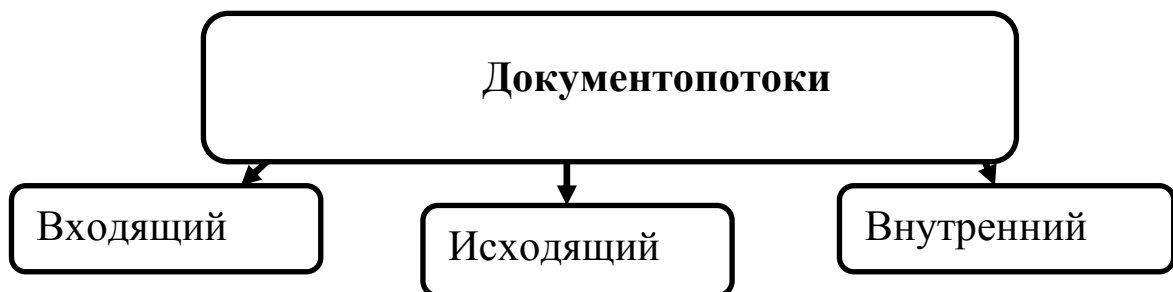 Документопотоки
Входящий
Исходящий
Внутренний